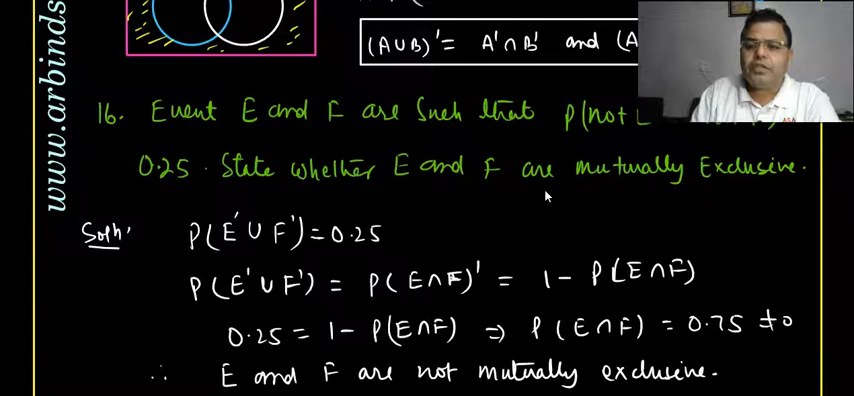 www.arbinds
(A∪B)' = A'∩B' and (A
16. Event E and F are Such that P(not E
0.25. State whether E and F are mutually Exclusive.
Soln.
P(E'∪F') = 0.25
P(E'∪F') = P(E∩F)' = 1 - P(E∩F)
0.25 = 1 - P(E∩F) ⇒ P(E∩F) = 0.75 ≠0
∴ E and F are not mutually exclusive.
ASA